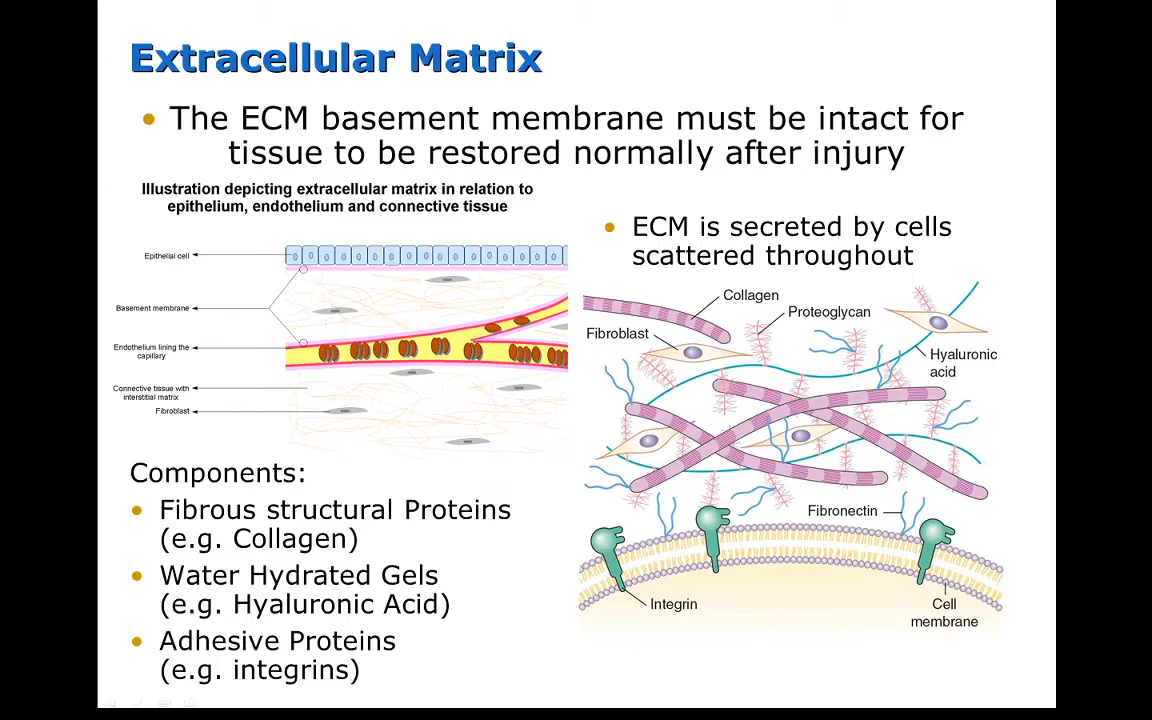 Extracellular Matrix
• The ECM basement membrane must be intact for
tissue to be restored normally after injury
Illustration depicting extracellular matrix in relation to
epithelium, endothelium and connective tissue
Epithelial cell
Basement membrane
Endothelium lining the
capillary
Connective tissue with
interstitial matrix
Fibroblast
• ECM is secreted by cells
scattered throughout
Collagen
Proteoglycan
Fibroblast
Hyaluronic
acid
Fibronectin
Integrin
Cell
membrane
Components:
• Fibrous structural Proteins
(e.g. Collagen)
• Water Hydrated Gels
(e.g. Hyaluronic Acid)
• Adhesive Proteins
(e.g. integrins)